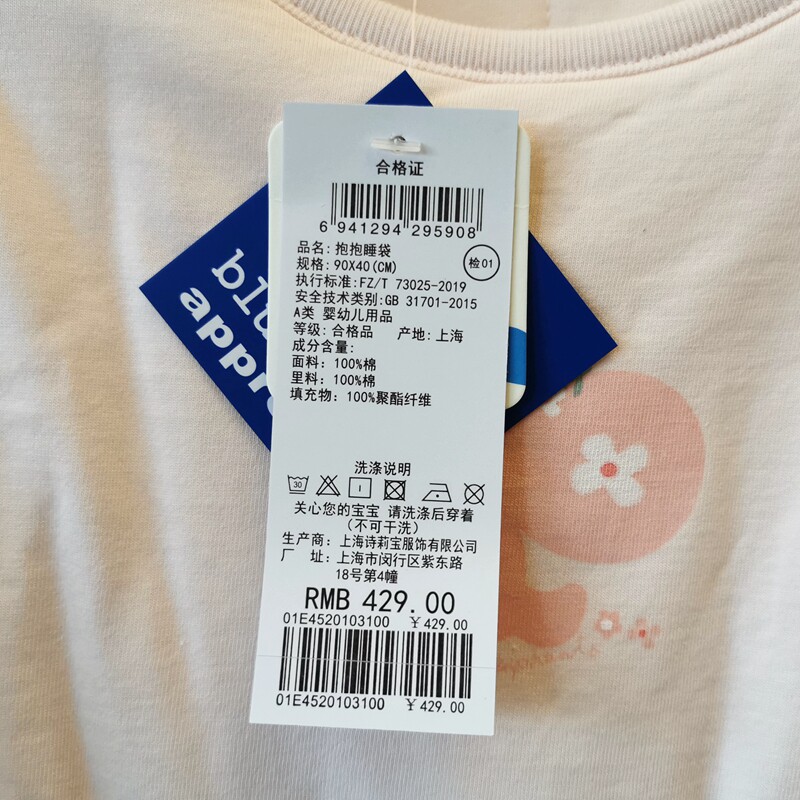 合格证
6 941294 295908
品名: 抱抱睡袋
规格: 90X40(CM)
检01
执行标准:FZ/T 73025-2019
安全技术类别:GB 31701-2015
A类 婴幼儿用品
等级: 合格品 产地: 上海
成分含量:
面料: 100%棉
里料: 100%棉
填充物: 100%聚酯纤维
洗涤说明
30
关心您的宝宝 请洗涤后穿着
(不可干洗)
生产商: 上海诗莉宝服饰有限公司
厂 址: 上海市闵行区紫东路
18号第4幢
RMB 429.00
01E4520103100 ¥ 429.00
01E4520103100 ¥ 429.00